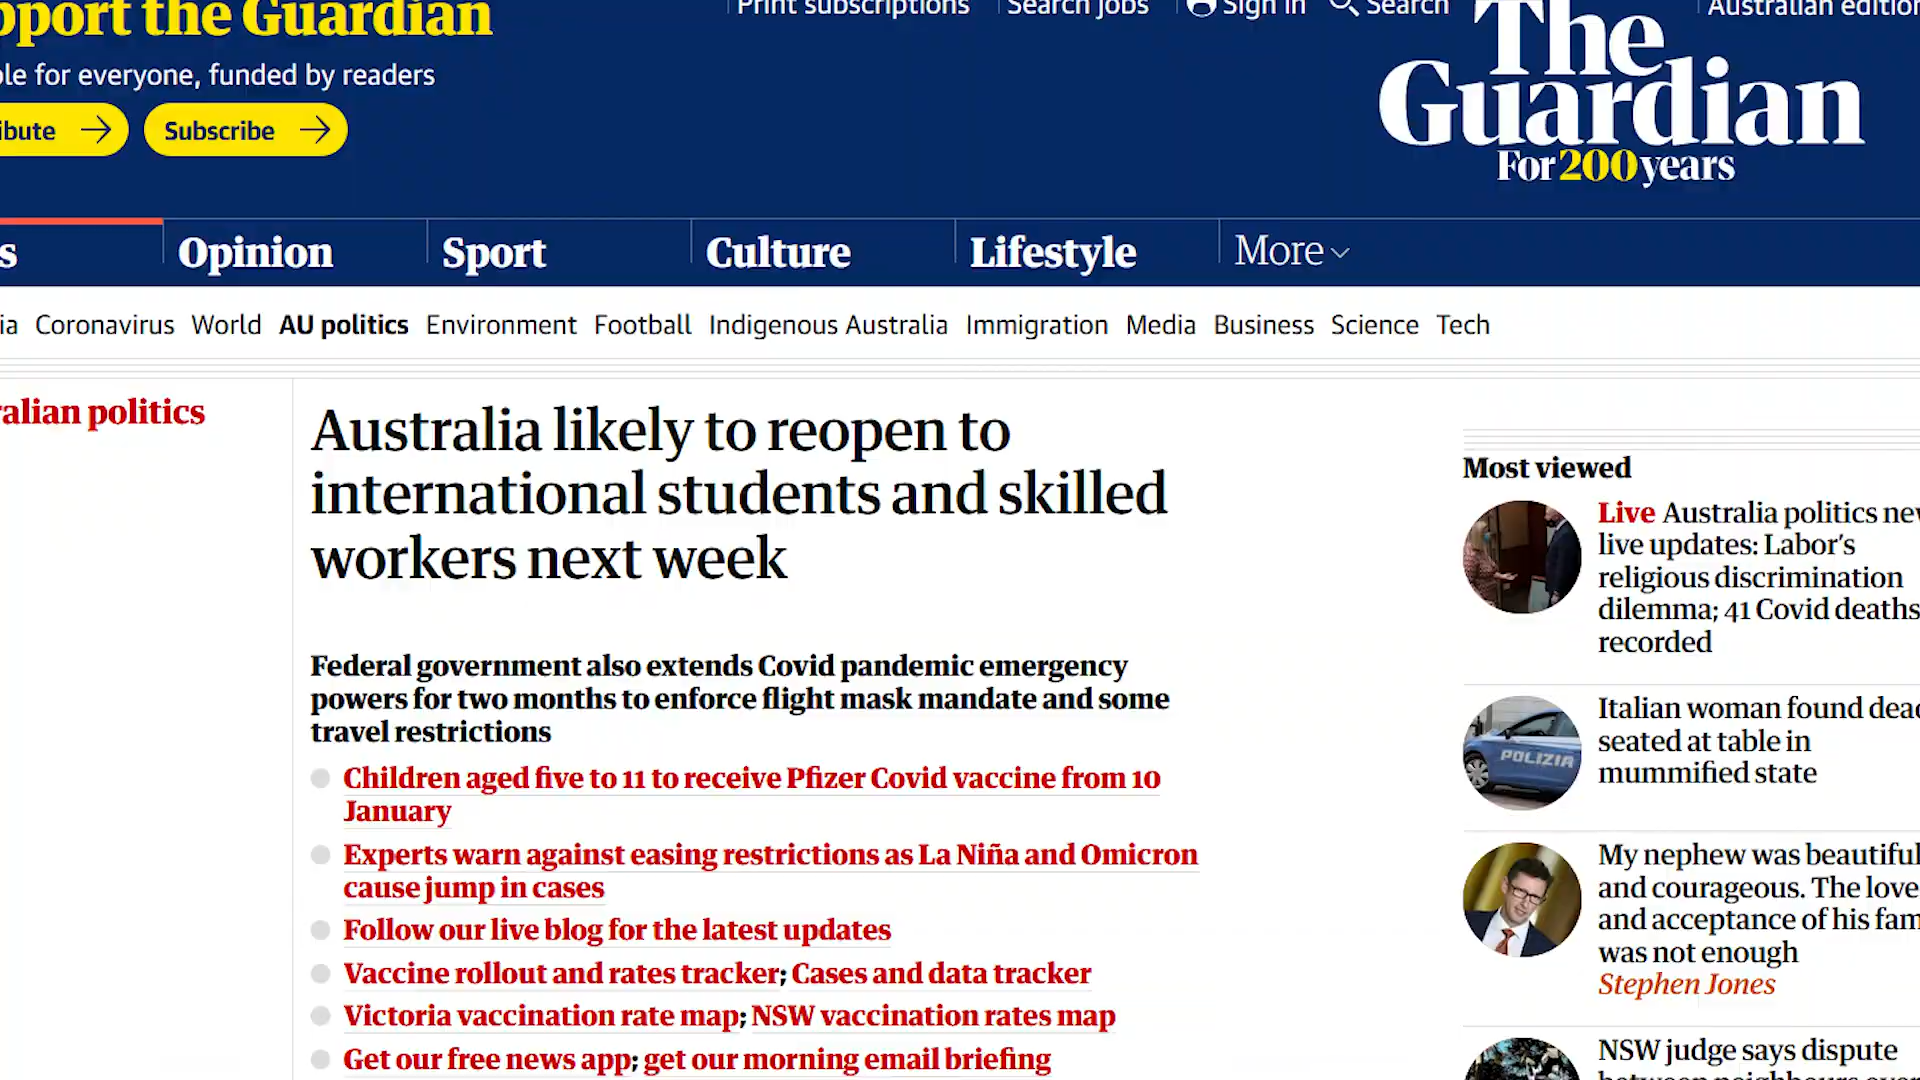 pport the Guardian
ble for everyone, funded by readers
ibute
Subscribe
Print subscriptions
Search jobs
Sign in
Search
Australian edition
The
Guardian
For 200 years
s
Opinion
Sport
Culture
Lifestyle
More
ia Coronavirus World AU politics Environment Football Indigenous Australia Immigration Media Business Science Tech
ralian politics
Australia likely to reopen to
international students and skilled
workers next week
Federal government also extends Covid pandemic emergency
powers for two months to enforce flight mask mandate and some
travel restrictions
Children aged five to 11 to receive Pfizer Covid vaccine from 10
January
Experts warn against easing restrictions as La Niña and Omicron
cause jump in cases
Follow our live blog for the latest updates
Vaccine rollout and rates tracker; Cases and data tracker
Victoria vaccination rate map; NSW vaccination rates map
Get our free news app; get our morning email briefing
Most viewed
Live Australia politics new
live updates: Labor's
religious discrimination
dilemma; 41 Covid deaths
recorded
POLIZIA
Italian woman found dead
seated at table in
mummified state
My nephew was beautiful
and courageous. The love
and acceptance of his fam
was not enough
Stephen Jones
NSW judge says dispute